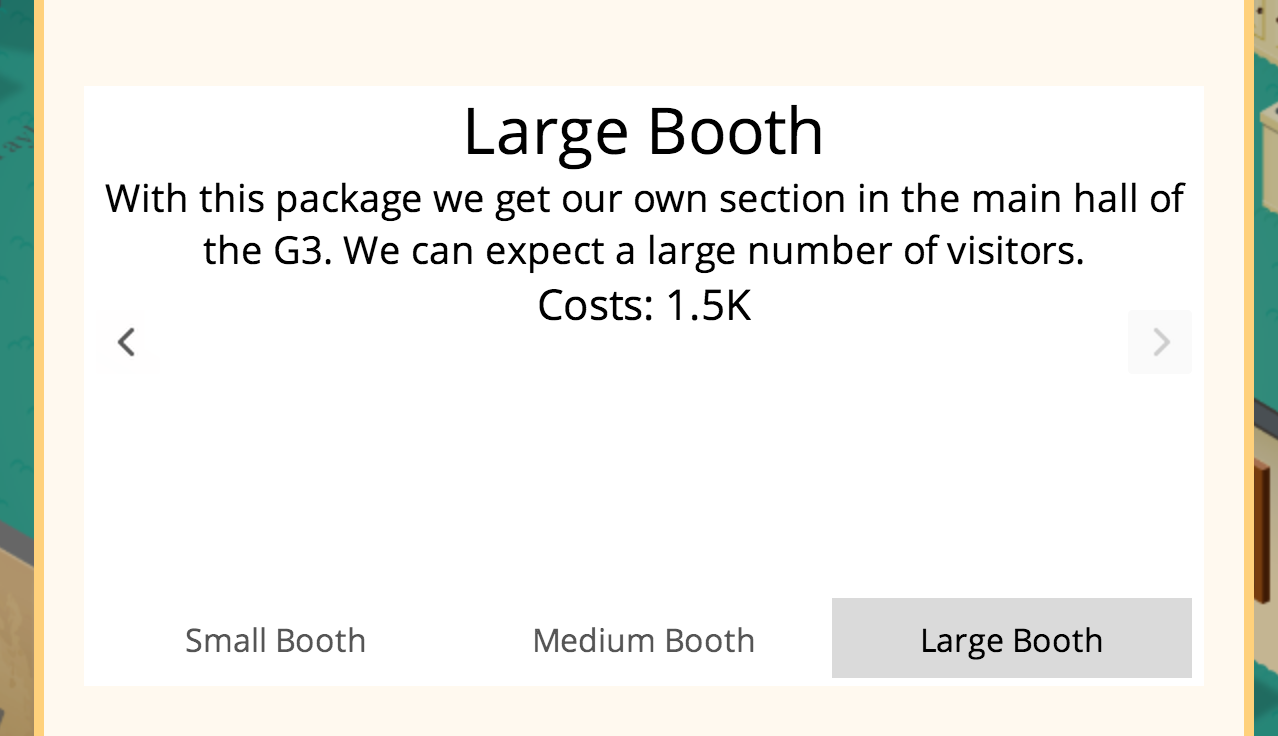 Large Booth
With this package we get our own section in the main hall of
the G3. We can expect a large number of visitors.
Costs: 1.5K
Small Booth
Medium Booth
Large Booth